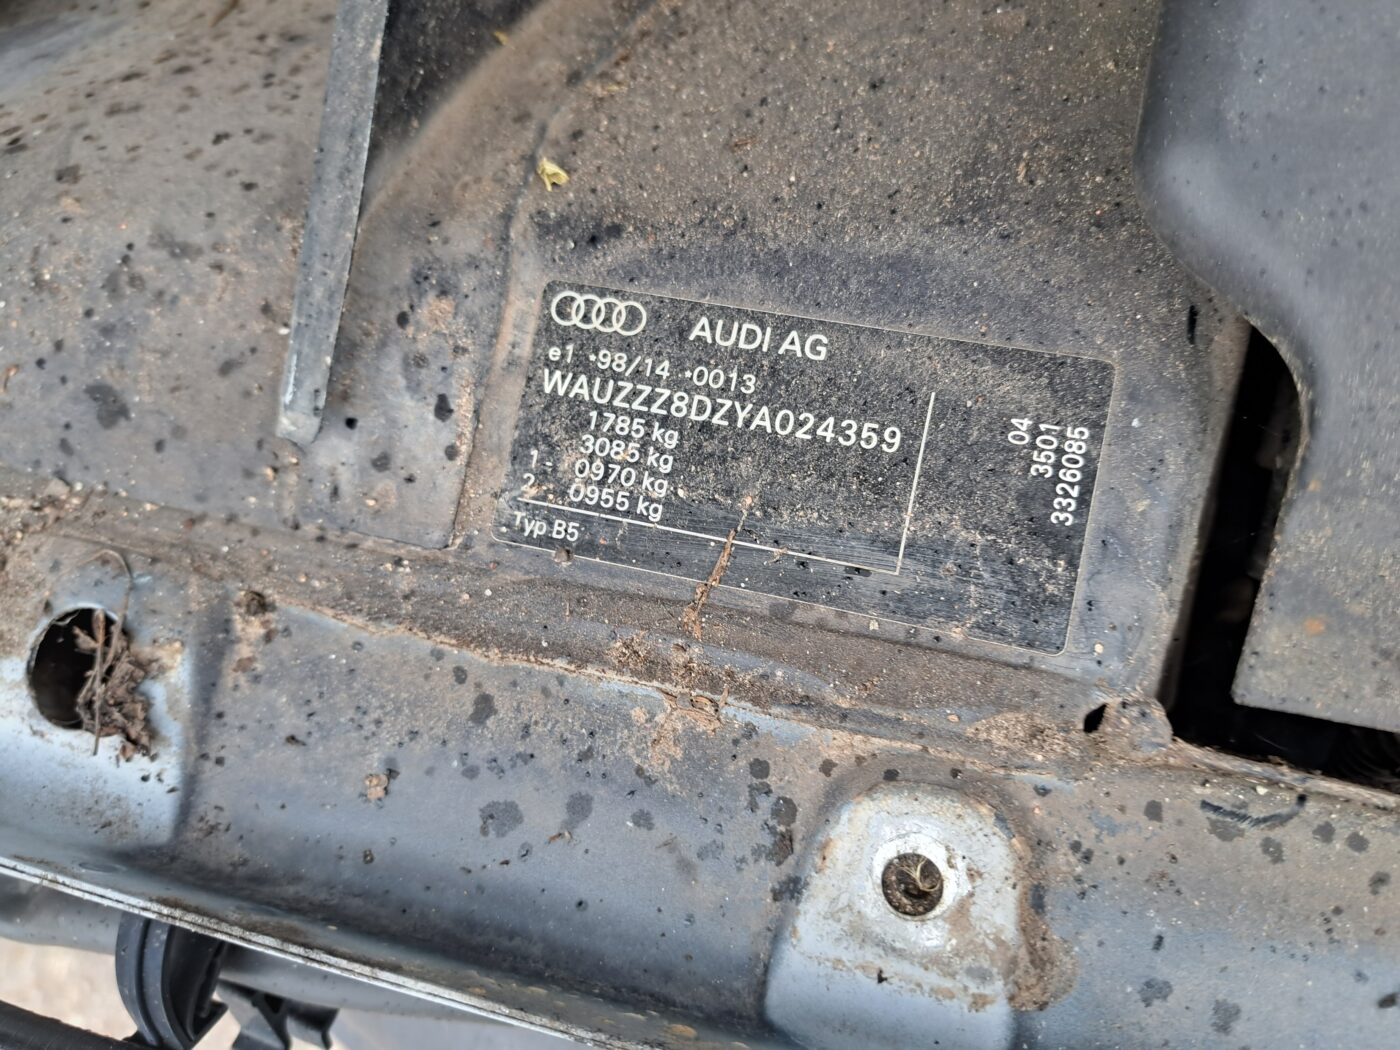 AUDI AG
e1 *98/14 *0013
WAUZZZ8DZYA024359
1785 kg
3085 kg
1- 0970 kg
2- 0955 kg
Typ B5
04
3501
3326085